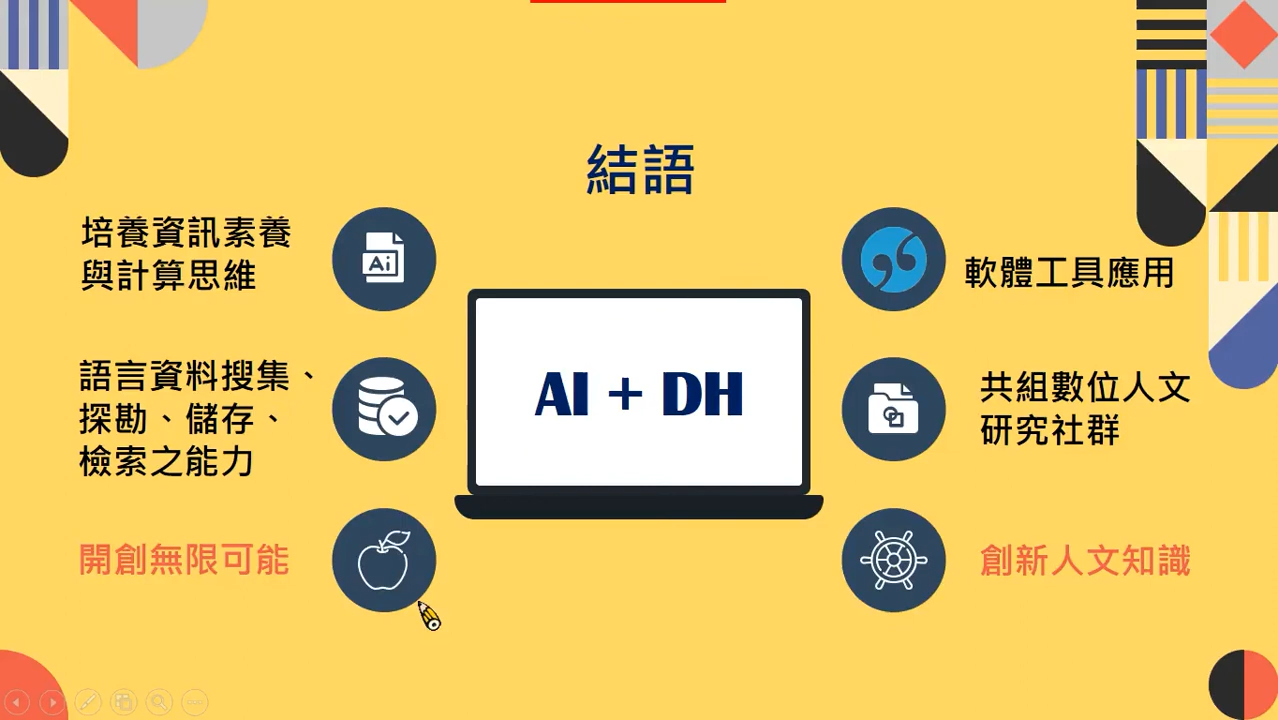 結語
培養資訊素養
與計算思維
Ai
語言資料搜集、
探勘、儲存、
檢索之能力
開創無限可能
AI + DH
軟體工具應用
共組數位人文
研究社群
創新人文知識